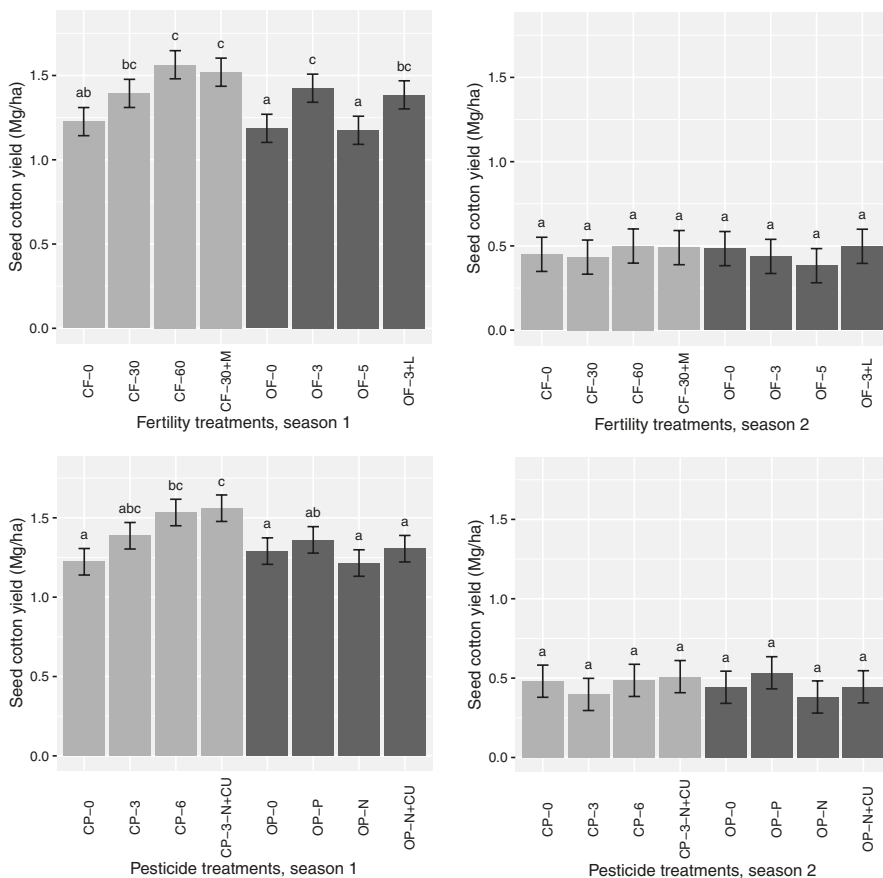 Seed cotton yield (Mg/ha)
1.5
1.0
0.5
0.0
ab
bc
c
c
a
c
a
bc
CF−0
CF−30
CF−60
CF−30+M
OF−0
OF−3
OF−5
OF−3+L
Fertility treatments, season 1
Seed cotton yield (Mg/ha)
1.5
1.0
0.5
0.0
a
a
a
a
a
a
a
a
CF−0
CF−30
CF−60
CF−30+M
OF−0
OF−3
OF−5
OF−3+L
Fertility treatments, season 2
Seed cotton yield (Mg/ha)
1.5
1.0
0.5
0.0
a
abc
bc
c
a
ab
a
a
CP−0
CP−3
CP−6
CP−3−N+CU
OP−0
OP−P
OP−N
OP−N+CU
Pesticide treatments, season 1
Seed cotton yield (Mg/ha)
1.5
1.0
0.5
0.0
a
a
a
a
a
a
a
a
CP−0
CP−3
CP−6
CP−3−N+CU
OP−0
OP−P
OP−N
OP−N+CU
Pesticide treatments, season 2